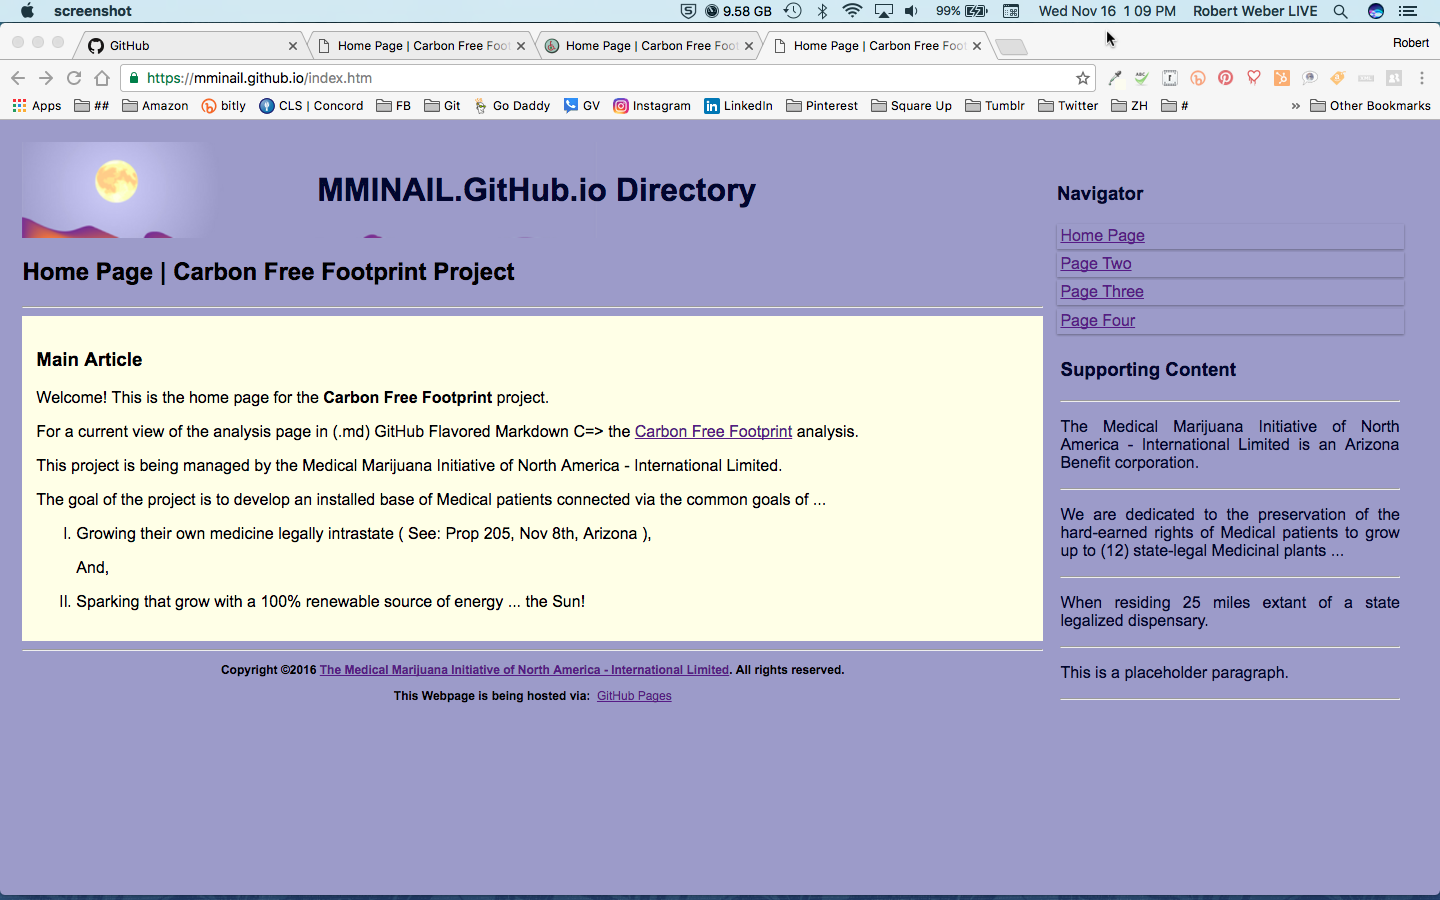 screenshot 9.58 GB 99% Wed Nov 16 1 09 PM Robert Weber LIVE
GitHub Home Page | Carbon Free Foot Home Page | Carbon Free Foot Home Page | Carbon Free Foot Robert
https://mminail.github.io/index.htm
Apps ## Amazon bitly CLS | Concord FB Git Go Daddy GV Instagram LinkedIn Pinterest Square Up Tumblr Twitter ZH # » Other Bookmarks
MMINAIL.GitHub.io Directory
Home Page | Carbon Free Footprint Project
Main Article
Welcome! This is the home page for the Carbon Free Footprint project.
For a current view of the analysis page in (.md) GitHub Flavored Markdown C=> the Carbon Free Footprint analysis.
This project is being managed by the Medical Marijuana Initiative of North America - International Limited.
The goal of the project is to develop an installed base of Medical patients connected via the common goals of ...
I. Growing their own medicine legally intrastate ( See: Prop 205, Nov 8th, Arizona ),
And,
II. Sparking that grow with a 100% renewable source of energy ... the Sun!
Copyright ©2016 The Medical Marijuana Initiative of North America - International Limited. All rights reserved.
This Webpage is being hosted via: GitHub Pages
Navigator
Home Page
Page Two
Page Three
Page Four
Supporting Content
The Medical Marijuana Initiative of North
America - International Limited is an Arizona
Benefit corporation.
We are dedicated to the preservation of the
hard-earned rights of Medical patients to grow
up to (12) state-legal Medicinal plants ...
When residing 25 miles extant of a state
legalized dispensary.
This is a placeholder paragraph.